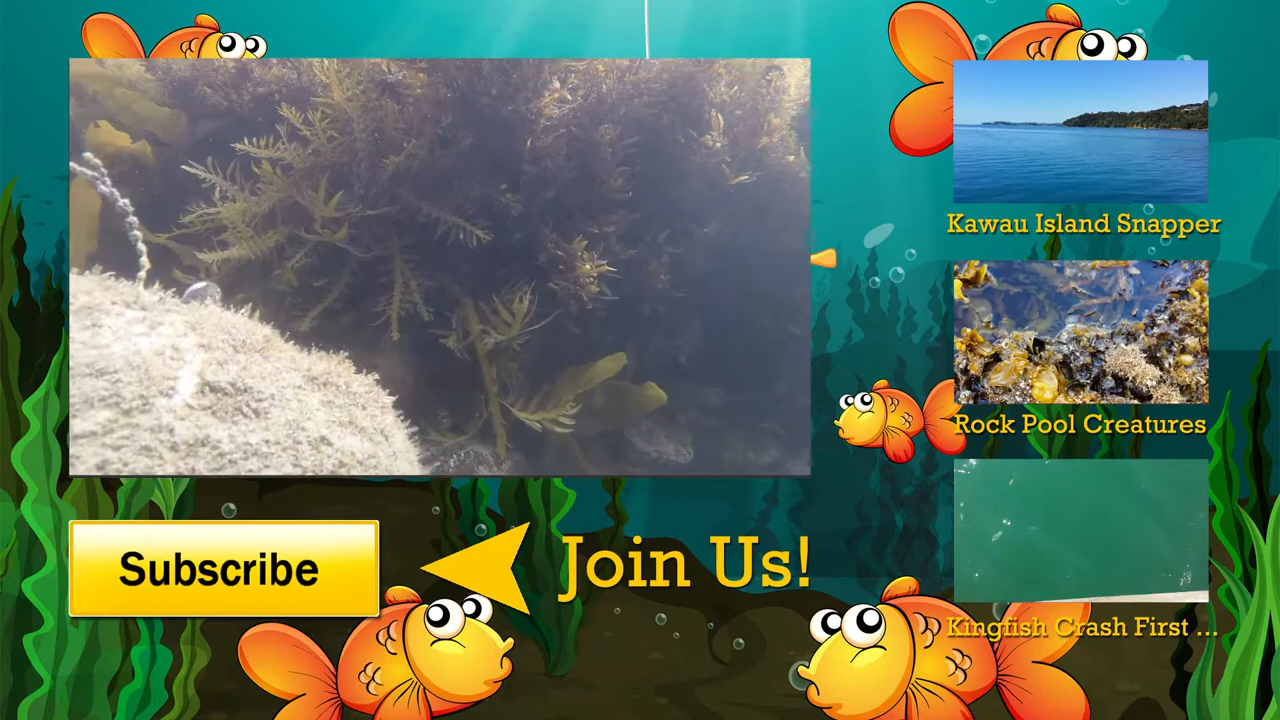 Kawau Island Snapper
Rock Pool Creatures
Subscribe
Join Us!
Kingfish Crash First ...